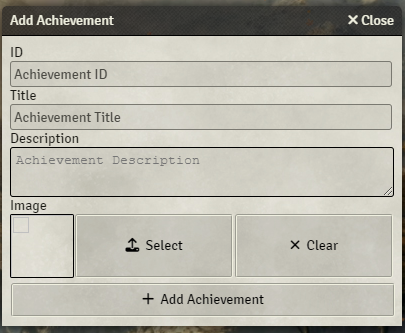 Add Achievement ✕ Close
ID
Achievement ID
Title
Achievement Title
Description
Achievement Description
Image
Select ✕ Clear
+ Add Achievement